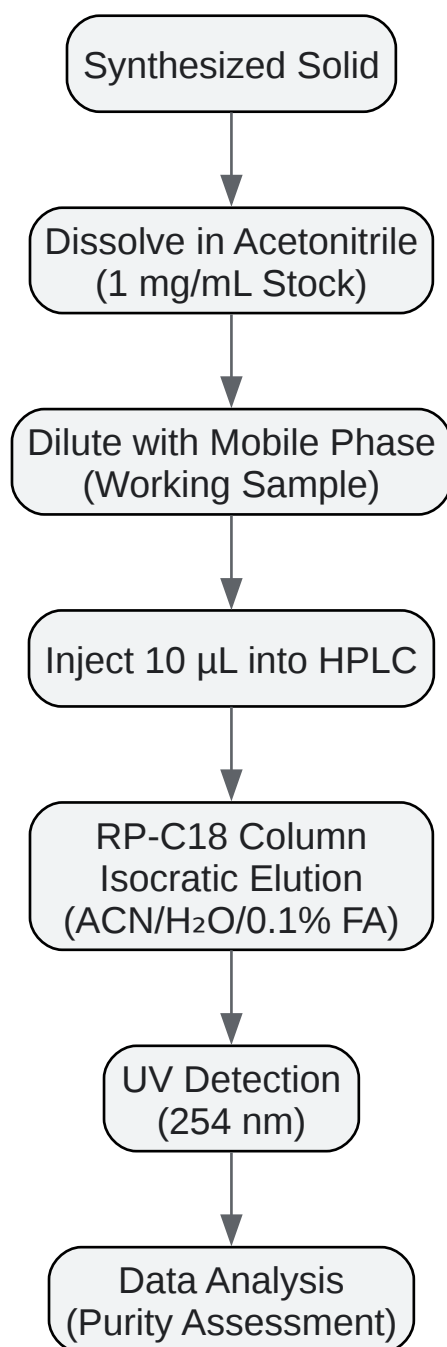 Synthesized Solid
Dissolve in Acetonitrile
(1 mg/mL Stock)
Dilute with Mobile Phase
(Working Sample)
Inject 10 µL into HPLC
RP-C18 Column
Isocratic Elution
(ACN/H₂O/0.1% FA)
UV Detection
(254 nm)
Data Analysis
(Purity Assessment)